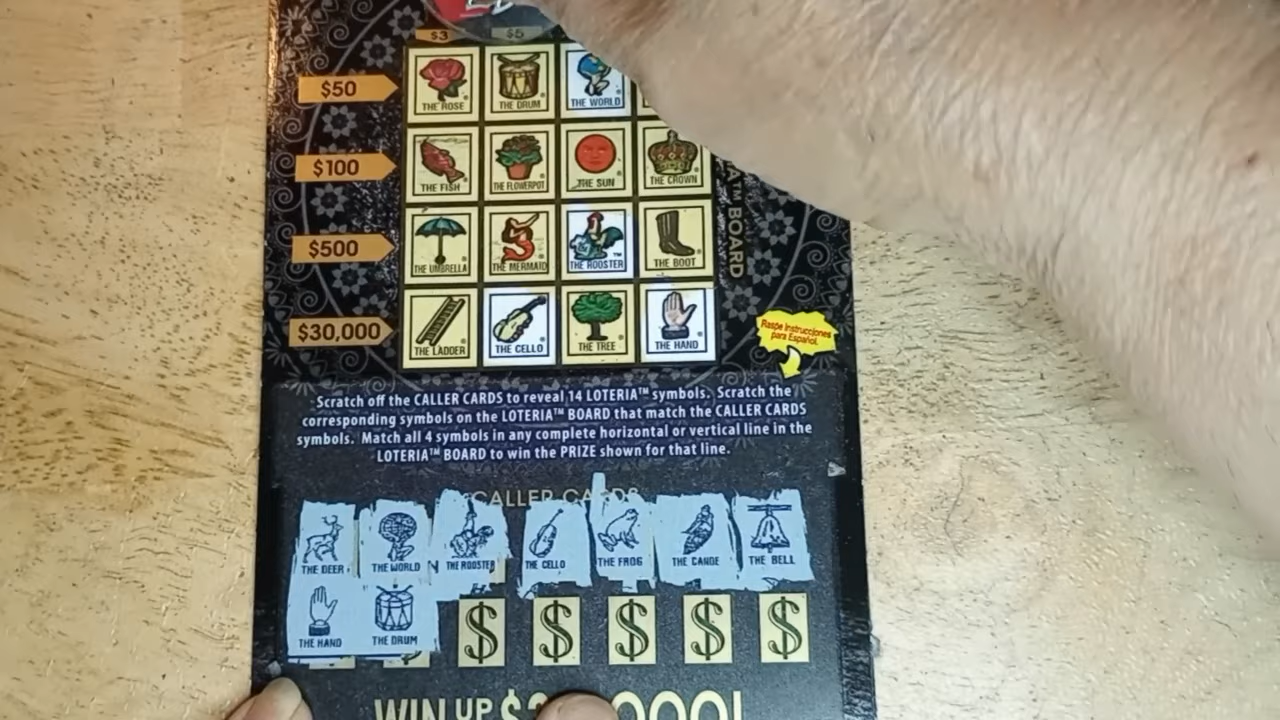 $3 $5
$50 THE ROSE THE DRUM THE WORLD
$100 THE FISH THE FLOWERPOT THE SUN THE CROWN
$500 THE UMBRELLA THE MERMAID THE ROOSTER™ THE BOOT
$30,000 THE LADDER THE CELLO THE TREE THE HAND
A™ BOARD
Raspe Instrucciones
para Español.
Scratch off the CALLER CARDS to reveal 14 LOTERIA™ symbols. Scratch the
corresponding symbols on the LOTERIA™ BOARD that match the CALLER CARDS
symbols. Match all 4 symbols in any complete horizontal or vertical line in the
LOTERIA™ BOARD to win the PRIZE shown for that line.
CALLER CARDS
THE DEER THE WORLD THE ROOSTER THE CELLO THE FROG THE CANOE THE BELL
THE HAND THE DRUM $ $ $ $ $
WIN UP